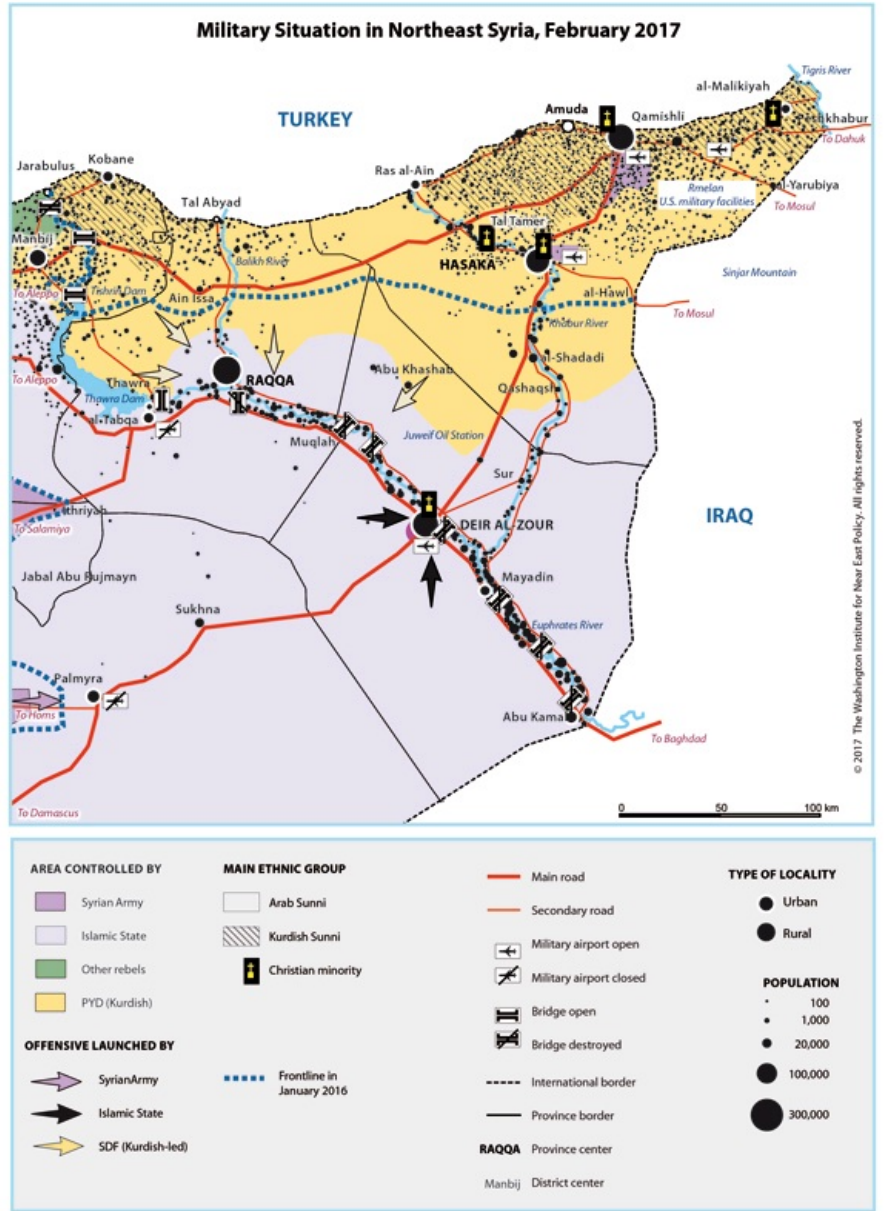 Military Situation in Northeast Syria, February 2017
Tigris River
al-Malikiyah
TURKEY
Amuda
Qamishli
To Dahuk
Jarabulus
Kobane
Ras al-Ain
al-Yarubiya
Rmelan
U.S. military facilities
To Mosul
Tal Abyad
Tal Tamer
Manbij
Balikh River
HASAKA
Sinjar Mountain
To Aleppo
Tishrin Dam
Ain Issa
al-Hawl
To Mosul
Khabur River
al-Shadadi
To Aleppo
Thawra
RAQQA
Abu Khashab
Qashaqsh
Thawra Dam
al-Tabqa
Muqlah
Juweif Oil Station
Sur
IRAQ
To Salamiya
DEIR AL-ZOUR
Jabal Abu Rujmayn
Mayadin
Sukhna
Euphrates River
Palmyra
To Homs
Abu Kamal
To Baghdad
To Damascus
0 50 100 km
© 2017 The Washington Institute for Near East Policy. All rights reserved.
AREA CONTROLLED BY
Syrian Army
Islamic State
Other rebels
PYD (Kurdish)
OFFENSIVE LAUNCHED BY
SyrianArmy
Islamic State
SDF (Kurdish-led)
MAIN ETHNIC GROUP
Arab Sunni
Kurdish Sunni
Christian minority
Frontline in
January 2016
Main road
Secondary road
Military airport open
Military airport closed
Bridge open
Bridge destroyed
International border
Province border
RAQQA Province center
Manbij District center
TYPE OF LOCALITY
Urban
Rural
POPULATION
100
1,000
20,000
100,000
300,000